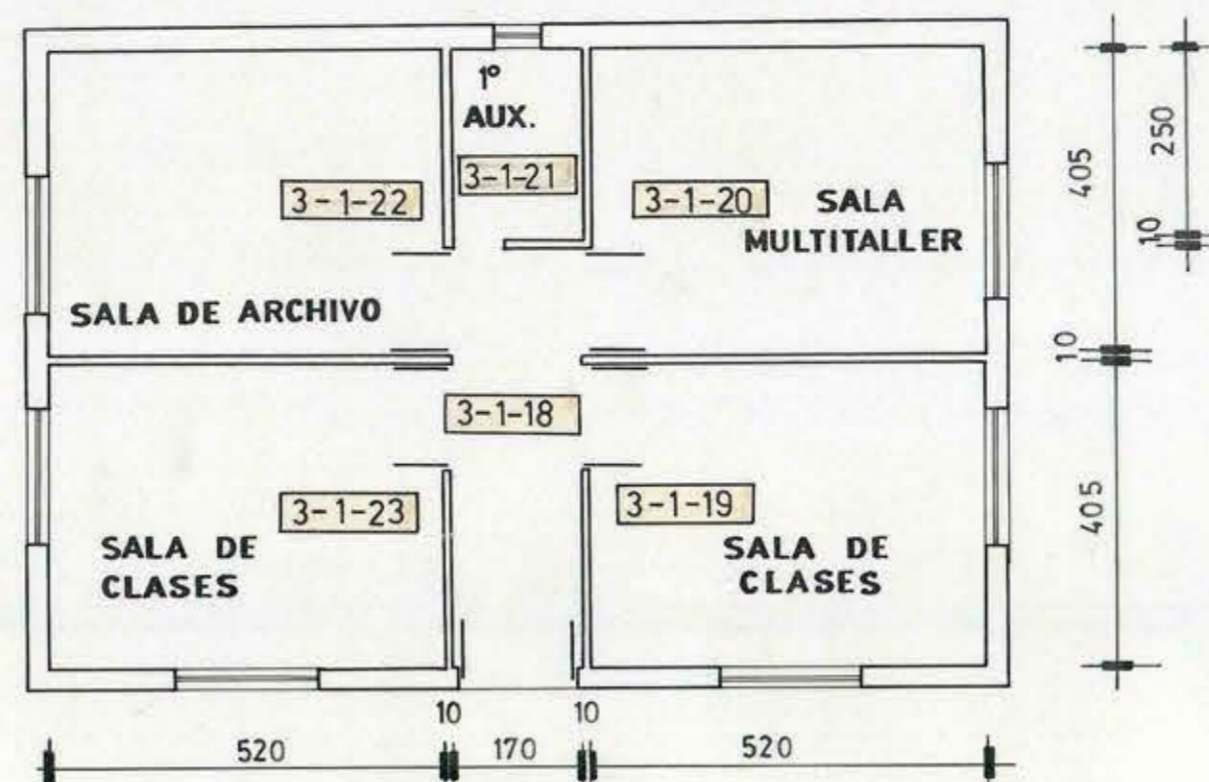 1º
AUX.
3-1-21
3-1-22
3-1-20
SALA
MULTITALLER
SALA DE ARCHIVO
3-1-18
3-1-23
3-1-19
SALA DE
CLASES
SALA DE
CLASES
405
250
10
10
405
10
10
520
170
520